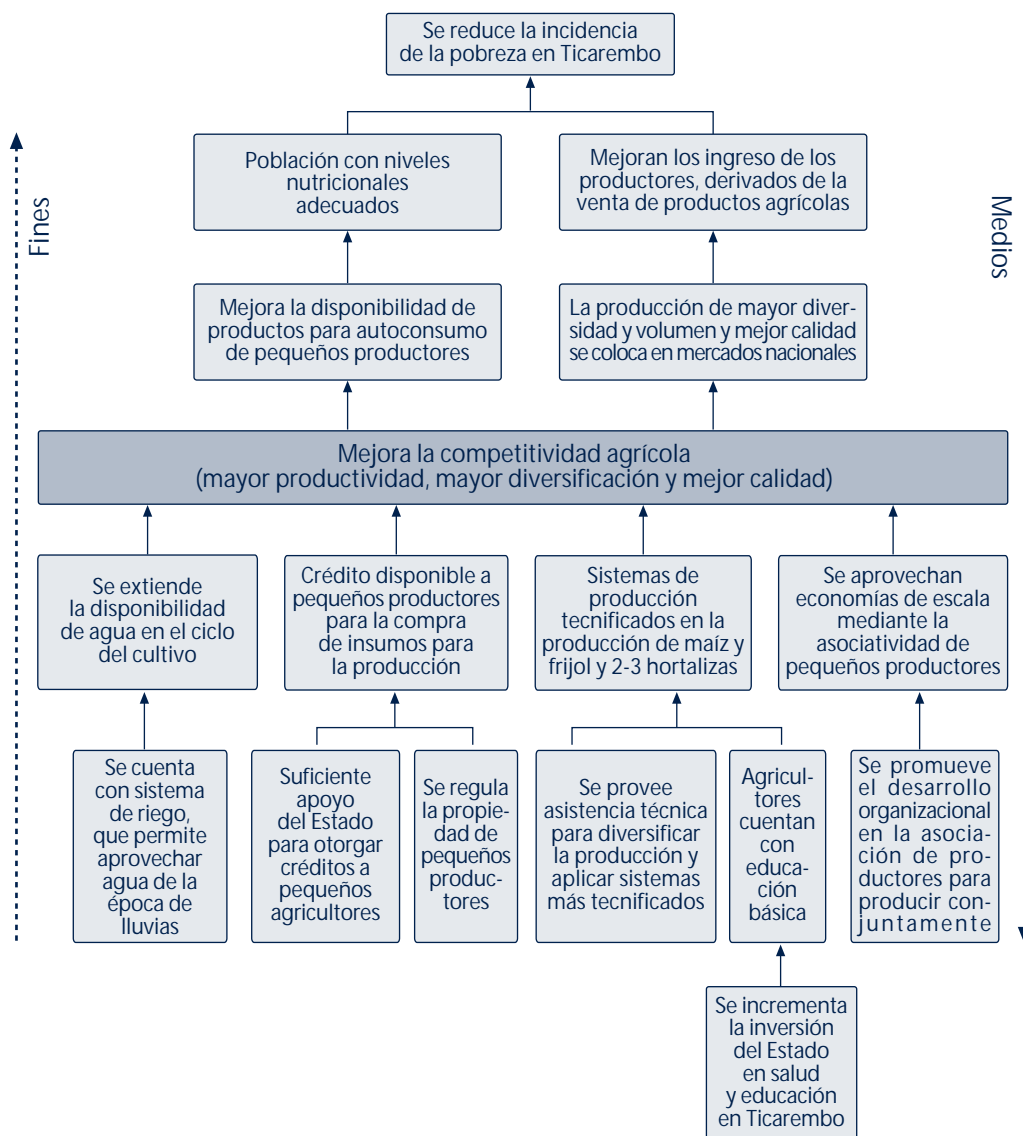 Se reduce la incidencia
de la pobreza en Ticarembo
Fines
Medios
Población con niveles
nutricionales
adecuados
Mejoran los ingreso de los
productores, derivados de la
venta de productos agrícolas
Mejora la disponibilidad de
productos para autoconsumo
de pequeños productores
La producción de mayor diver-
sidad y volumen y mejor calidad
se coloca en mercados nacionales
Mejora la competitividad agrícola
(mayor productividad, mayor diversificación y mejor calidad)
Se extiende
la disponibilidad
de agua en el ciclo
del cultivo
Crédito disponible a
pequeños productores
para la compra
de insumos para
la producción
Sistemas de
producción
tecnificados en la
producción de maíz y
frijol y 2-3 hortalizas
Se aprovechan
economías de escala
mediante la
asociatividad de
pequeños productores
Se cuenta
con sistema
de riego,
que permite
aprovechar
agua de la
época de
lluvias
Suficiente
apoyo
del Estado
para otorgar
créditos a
pequeños
agricultores
Se regula
la propie-
dad de
pequeños
produc-
tores
Se provee
asistencia técnica
para diversificar
la producción y
aplicar sistemas
más tecnificados
Agricul-
tores
cuentan
con
educa-
ción
básica
Se promueve
el desarrollo
organizacional
en la asocia-
ción de pro-
ductores para
producir con-
juntamente
Se incrementa
la inversión
del Estado
en salud
y educación
en Ticarembo